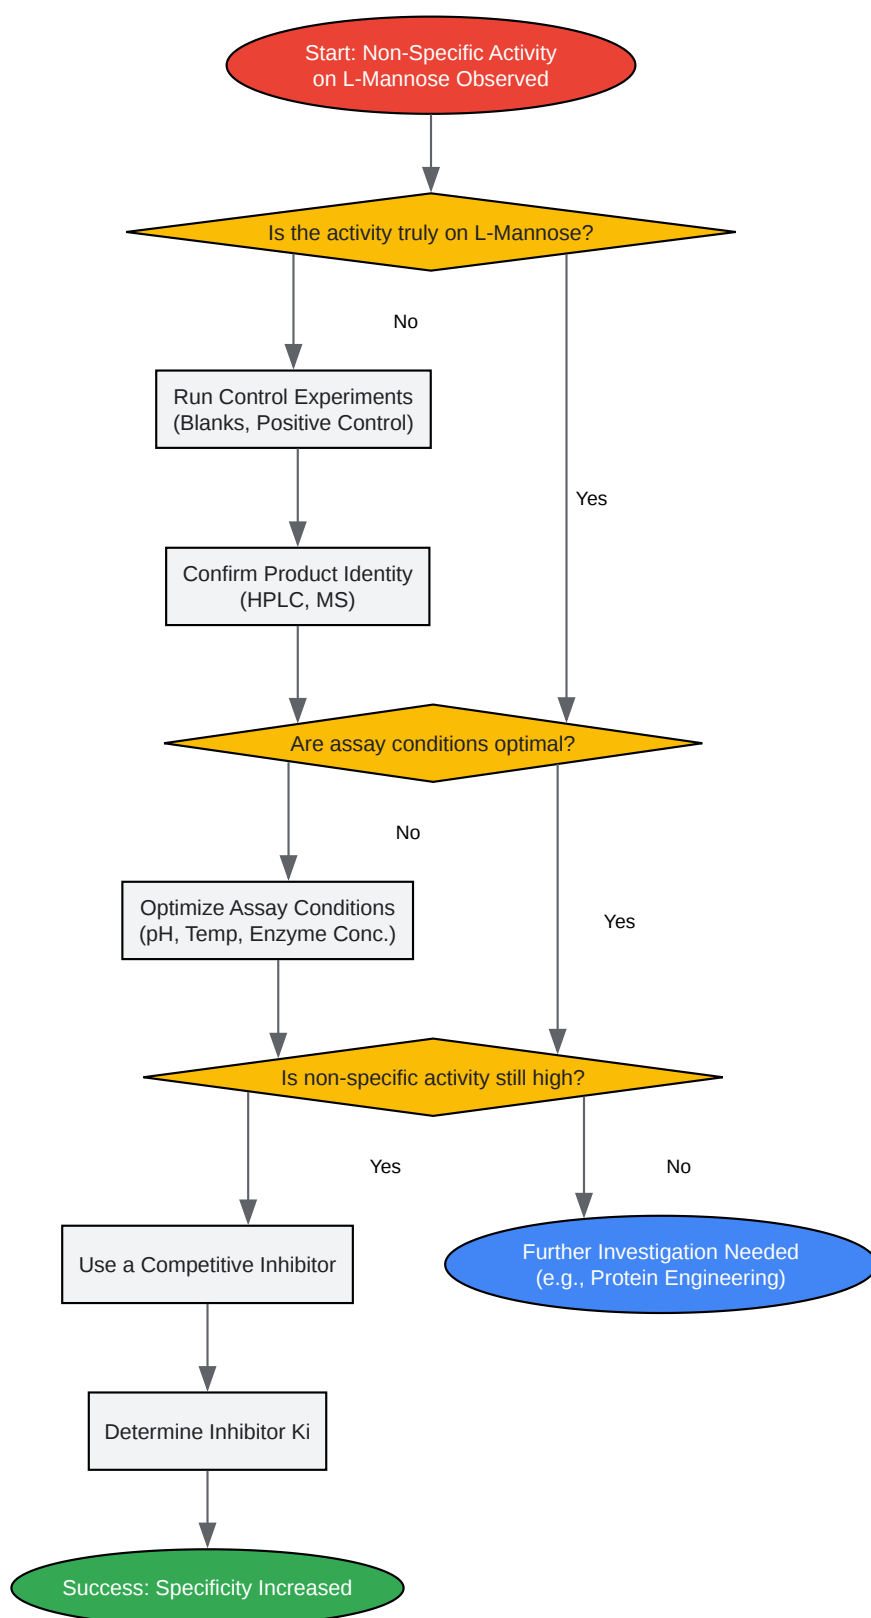 Start: Non-Specific Activity
on L-Mannose Observed
Is the activity truly on L-Mannose?
No
Run Control Experiments
(Blanks, Positive Control)
Yes
Confirm Product Identity
(HPLC, MS)
Are assay conditions optimal?
No
Optimize Assay Conditions
(pH, Temp, Enzyme Conc.)
Yes
Is non-specific activity still high?
Yes
No
Use a Competitive Inhibitor
Further Investigation Needed
(e.g., Protein Engineering)
Determine Inhibitor Ki
Success: Specificity Increased